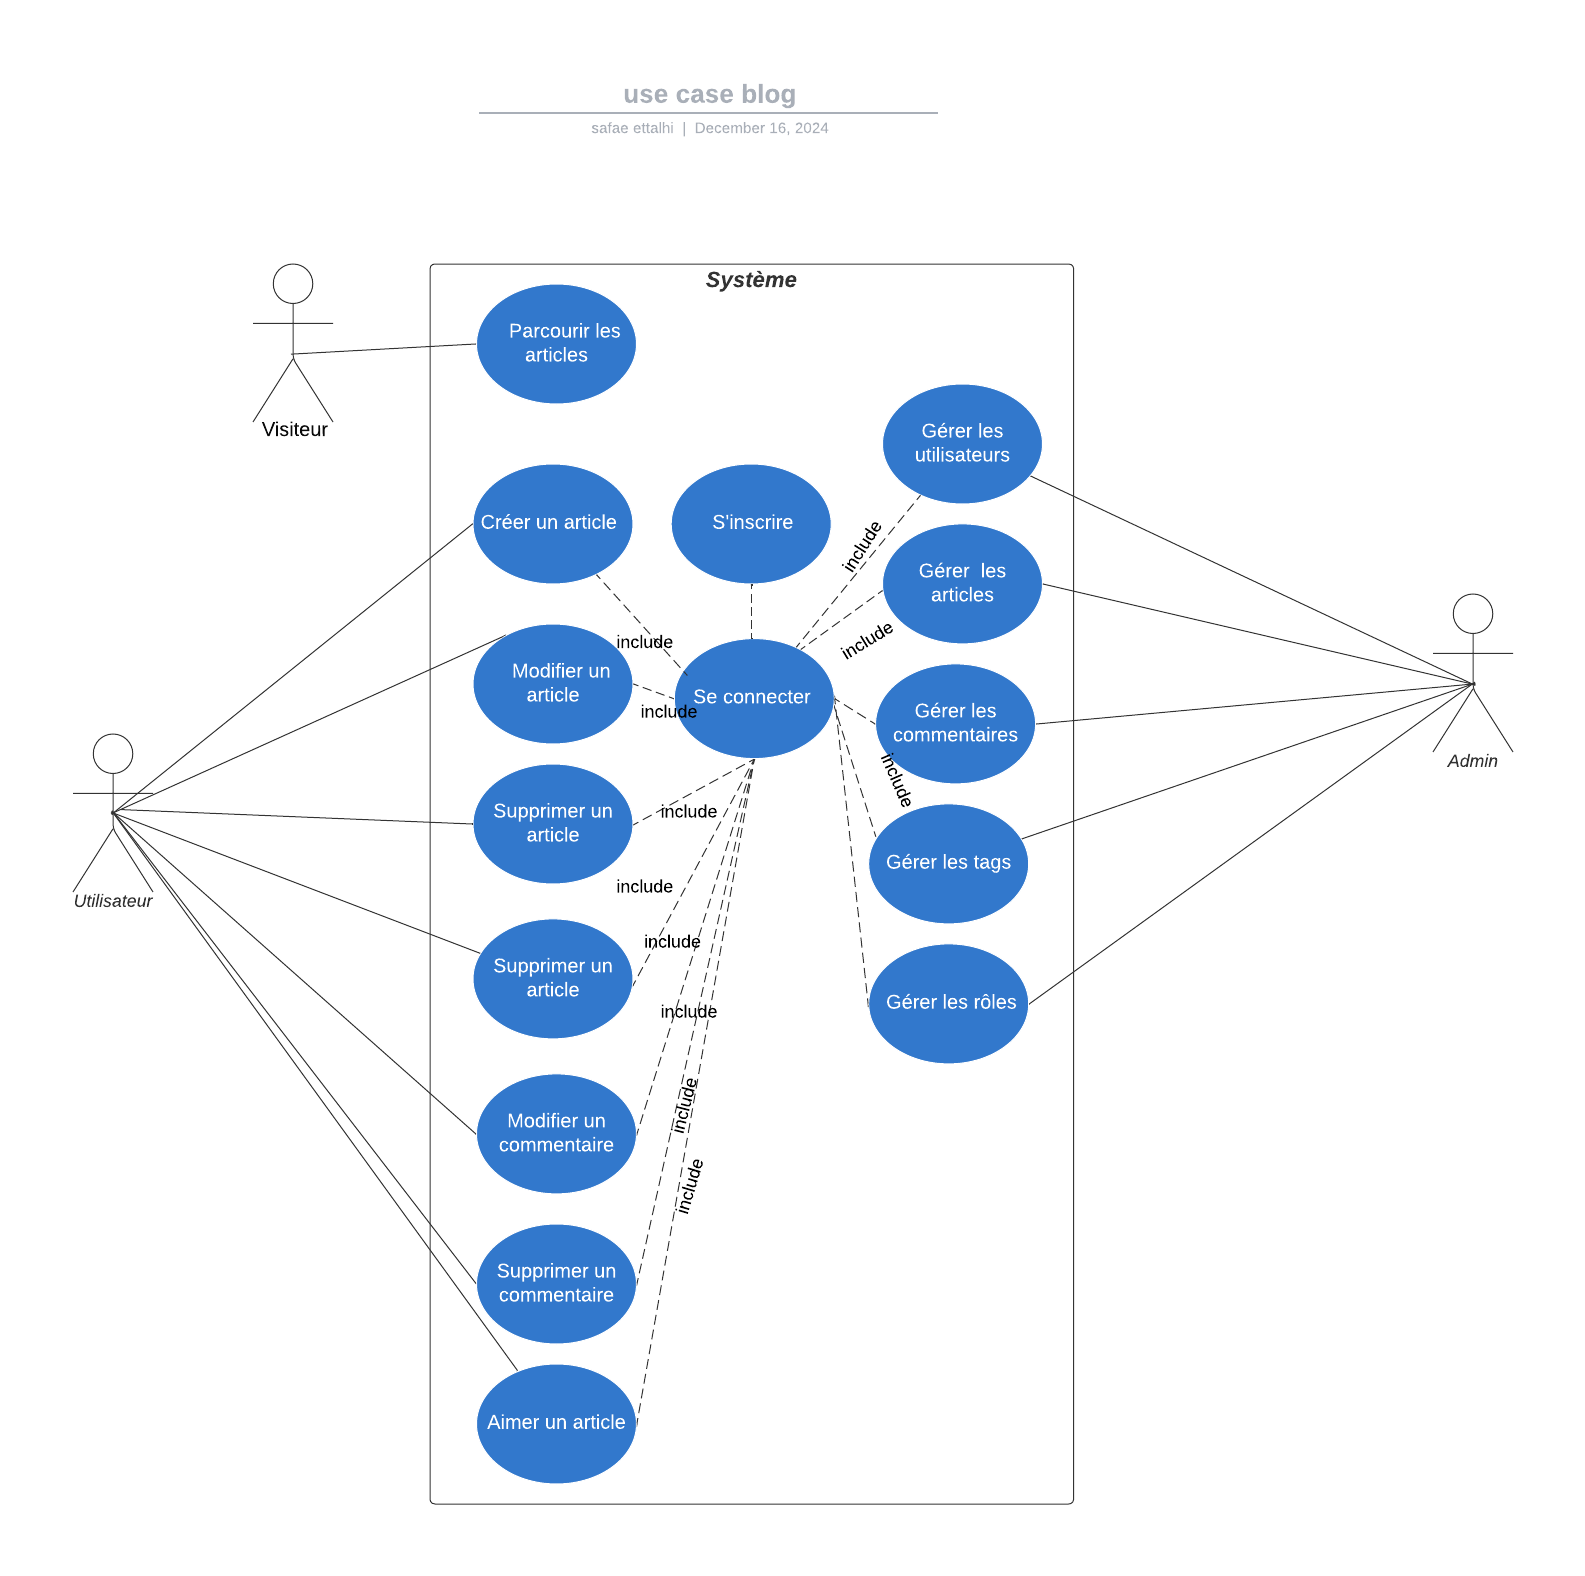 use case blog
safae ettalhi | December 16, 2024
Système
Parcourir les
articles
Visiteur
Gérer les
utilisateurs
Créer un article
S'inscrire
include
Gérer  les
articles
include
include
Modifier un
article
Se connecter
include
Gérer les
commentaires
include
Admin
Supprimer un
article
include
Gérer les tags
Utilisateur
include
include
Supprimer un
article
Gérer les rôles
include
include
Modifier un
commentaire
include
Supprimer un
commentaire
Aimer un article